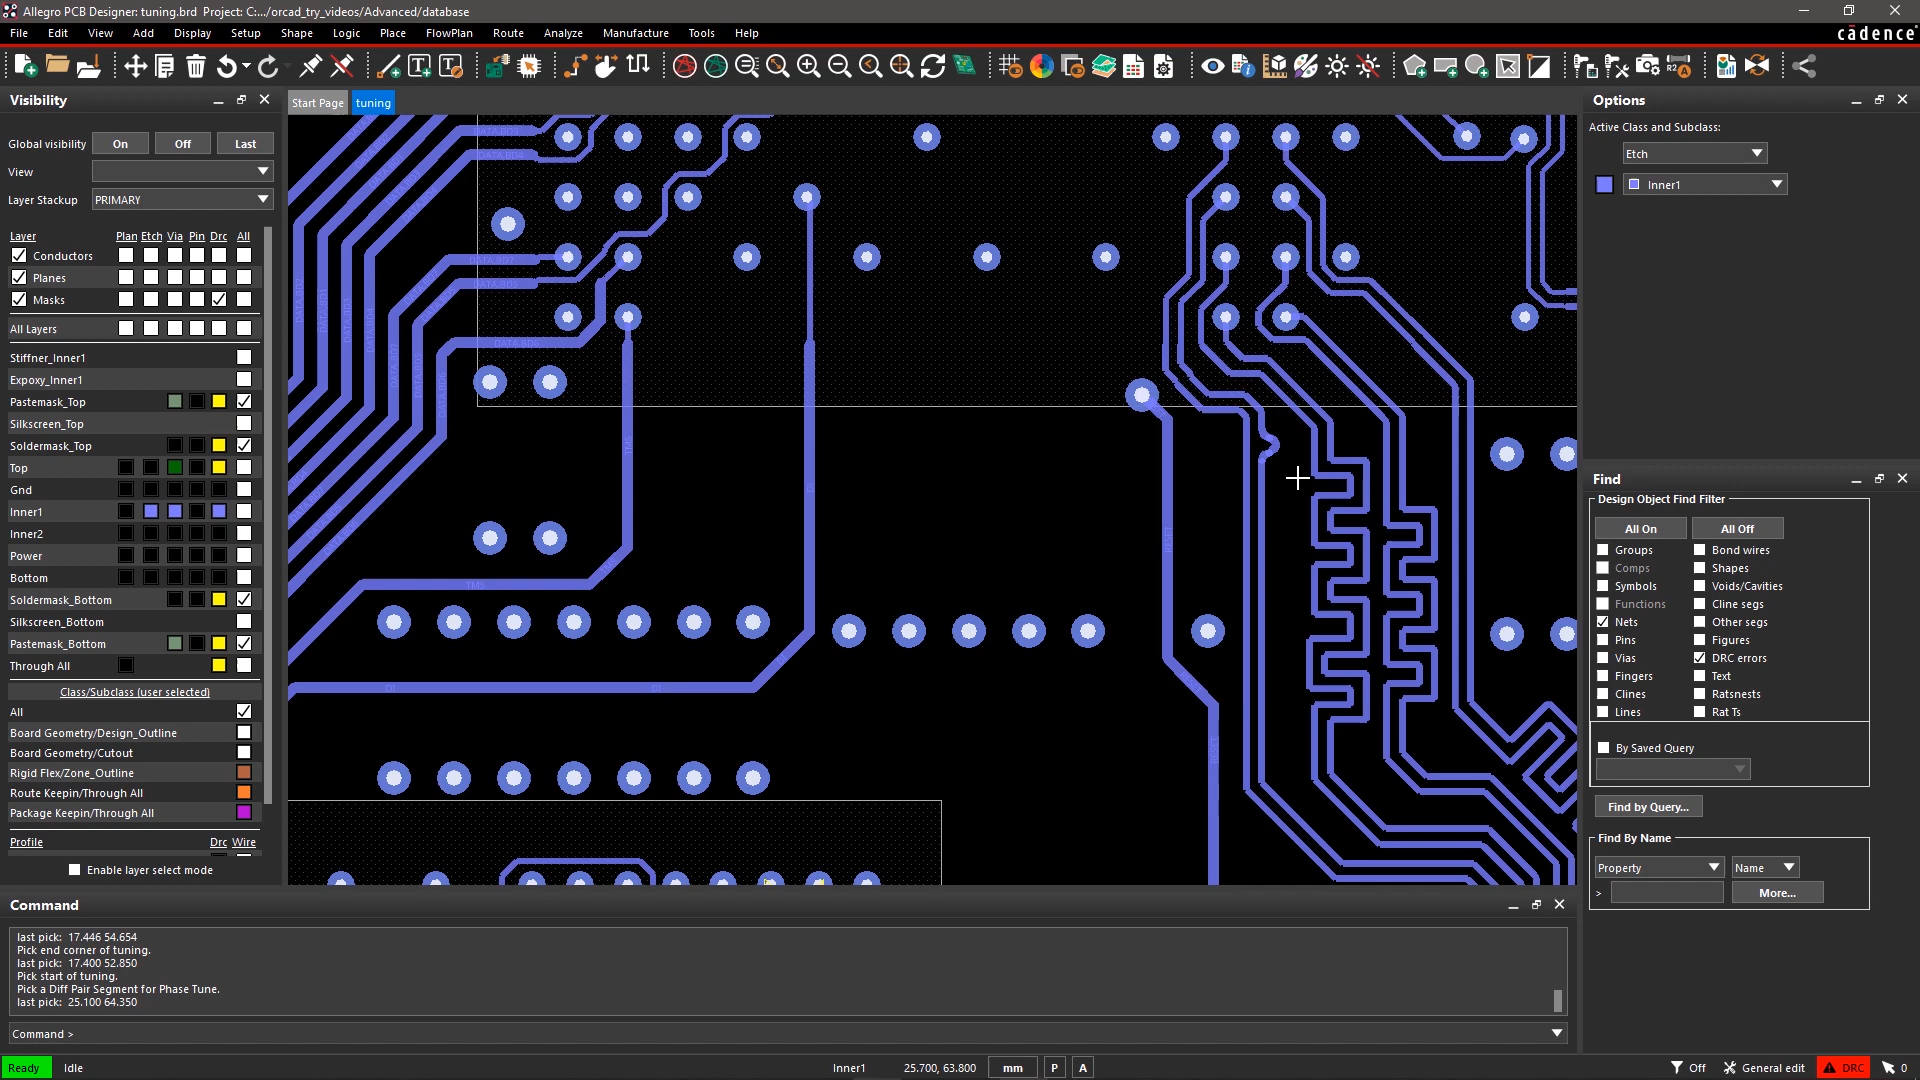 Allegro PCB Designer: tuning.brd  Project: C:.../orcad_try_videos/Advanced/database
File Edit View Add Display Setup Shape Logic Place FlowPlan Route Analyze Manufacture Tools Help
cādence
Visibility
Global visibility On Off Last
View
Layer Stackup PRIMARY
Layer Plan Etch Via Pin Drc All
Conductors
Planes
Masks
All Layers
Stiffner_Inner1
Expoxy_Inner1
Pastemask_Top
Silkscreen_Top
Soldermask_Top
Top
Gnd
Inner1
Inner2
Power
Bottom
Soldermask_Bottom
Silkscreen_Bottom
Pastemask_Bottom
Through All
Class/Subclass (user selected)
All
Board Geometry/Design_Outline
Board Geometry/Cutout
Rigid Flex/Zone_Outline
Route Keepin/Through All
Package Keepin/Through All
Profile Drc Wire
Enable layer select mode
Start Page tuning
TMS
TMS
DI
DI
RESET
RESET
Options
Active Class and Subclass:
Etch
Inner1
Find
Design Object Find Filter
All On All Off
Groups Bond wires
Comps Shapes
Symbols Voids/Cavities
Functions Cline segs
Nets Other segs
Pins Figures
Vias DRC errors
Fingers Text
Clines Ratsnests
Lines Rat Ts
By Saved Query
Find by Query...
Find By Name
Property Name
> More...
Command
last pick:  17.446 54.654
Pick end corner of tuning.
last pick:  17.400 52.850
Pick start of tuning.
Pick a Diff Pair Segment for Phase Tune.
last pick:  25.100 64.350
Command >
Ready Idle Inner1 25.700, 63.800 mm P A Off General edit DRC 0